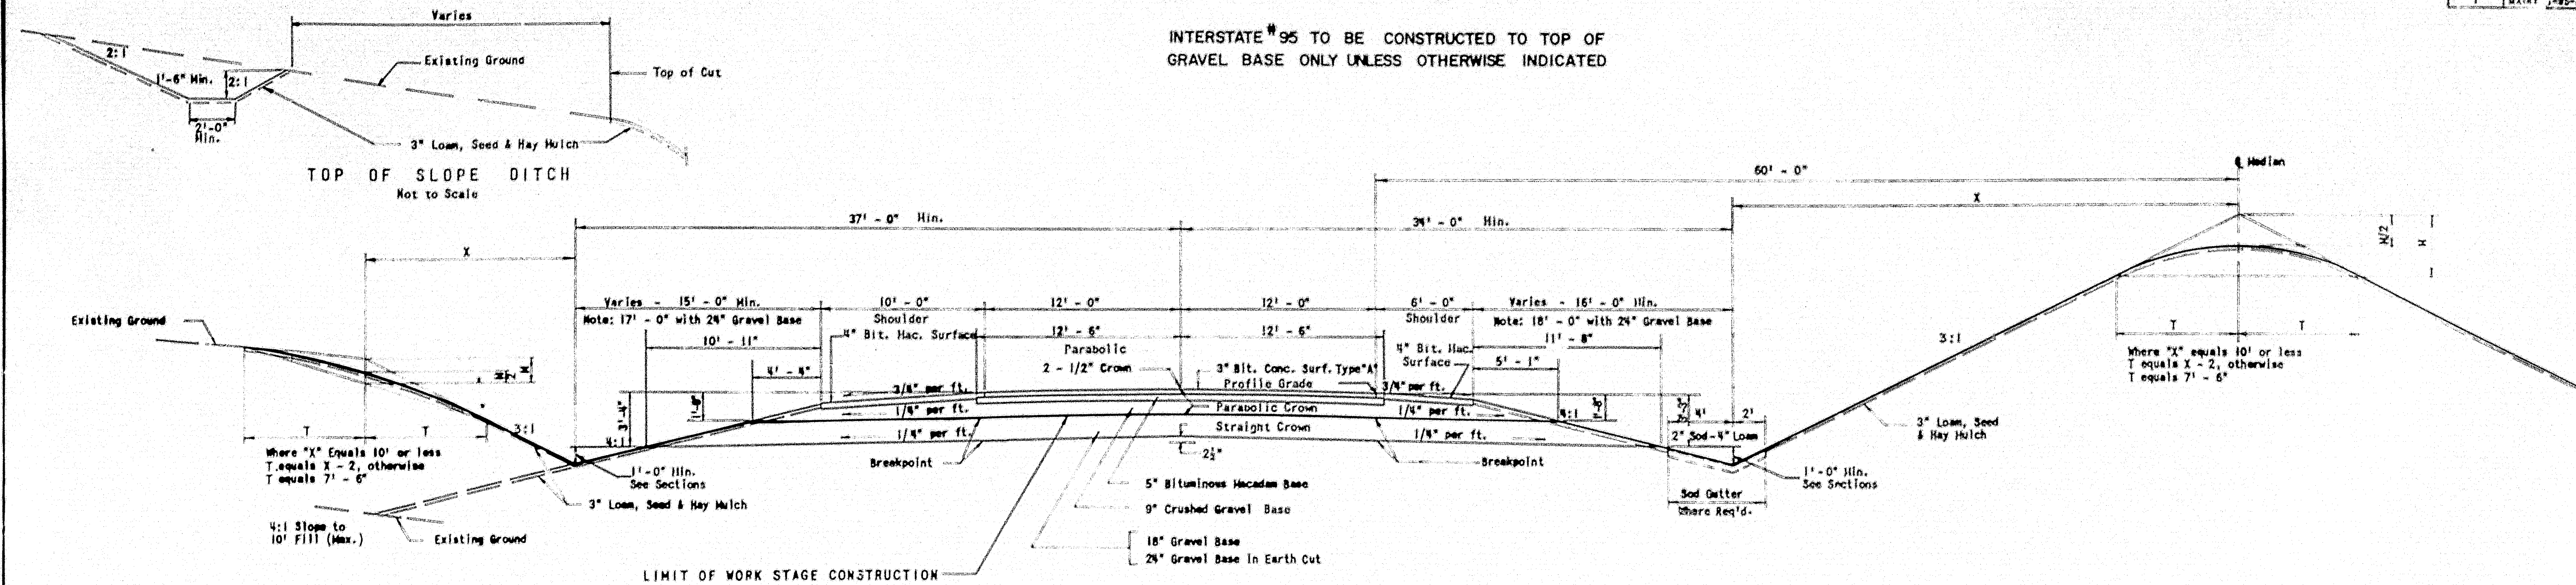 Varies
2:1
Existing Ground
1'-6" Min.
2:1
Top of Cut
2'-0"
Min.
3" Loam, Seed & Hay Mulch
TOP OF SLOPE DITCH
Not to Scale
INTERSTATE #95 TO BE CONSTRUCTED TO TOP OF
GRAVEL BASE ONLY UNLESS OTHERWISE INDICATED
℄ Median
60' - 0"
X
37' - 0" Min.
34' - 0" Min.
X
H/2
H
Varies - 15' - 0" Min.
10' - 0"
12' - 0"
12' - 0"
6' - 0"
Varies - 16' - 0" Min.
Existing Ground
Note: 17' - 0" with 24" Gravel Base
Shoulder
Shoulder
Note: 18' - 0" with 24" Gravel Base
4" Bit. Mac. Surface
12' - 6"
12' - 6"
10' - 11"
11' - 8"
Parabolic
2 - 1/2" Crown
4" Bit. Mac.
Surface
5' - 1"
3:1
T
T
4' - 4"
3" Bit. Conc. Surf. Type "A"
Profile Grade
3/4" per ft.
3/4" per ft.
Where "X" equals 10' or less
T equals X - 2, otherwise
T equals 7' - 6"
3'-4"
1'-8"
1/4" per ft.
Parabolic Crown
1/4" per ft.
4:1
1'-8"
3'-3"
4'
2'
T
T
3:1
4:1
1/4" per ft.
Straight Crown
1/4" per ft.
2" Sod-4" Loam
3" Loam, Seed
& Hay Mulch
Where "X" Equals 10' or less
T equals X - 2, otherwise
T equals 7' - 6"
2½"
Breakpoint
Breakpoint
1'-0" Min.
See Sections
1'-0" Min.
See Sections
5" Bituminous Macadam Base
Sod Gutter
Where Req'd.
3" Loam, Seed & Hay Mulch
9" Crushed Gravel Base
4:1 Slope to
10' Fill (Max.)
Existing Ground
18" Gravel Base
24" Gravel Base In Earth Cut
LIMIT OF WORK STAGE CONSTRUCTION